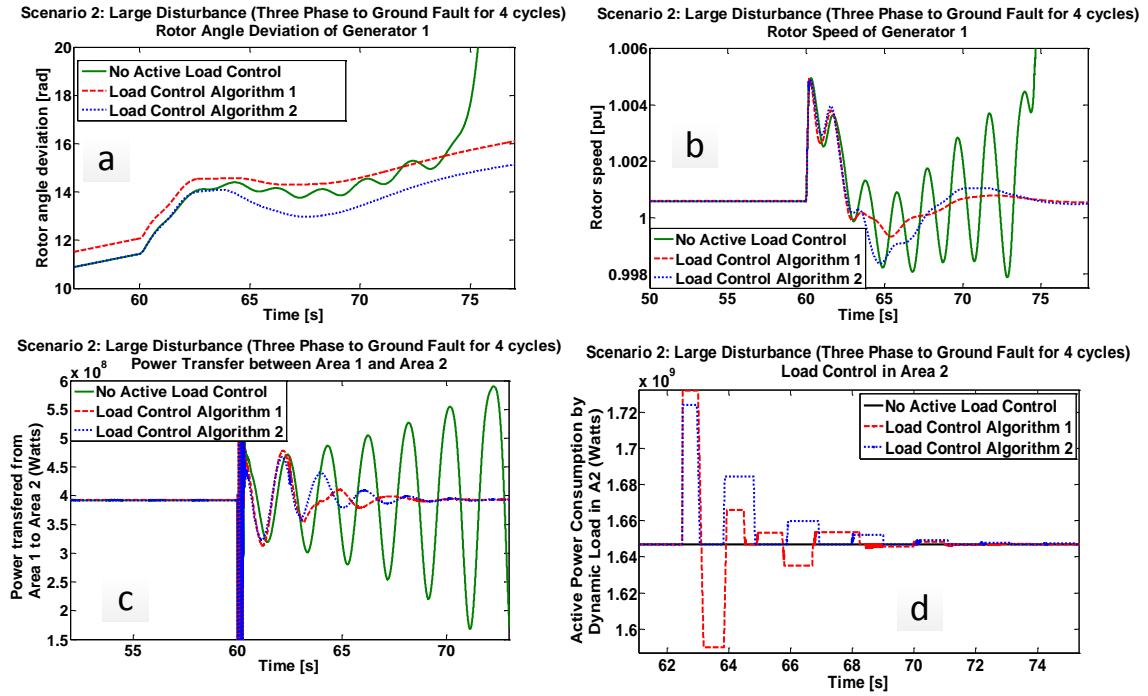 Scenario 2: Large Disturbance (Three Phase to Ground Fault for 4 cycles)
Rotor Angle Deviation of Generator 1
Rotor angle deviation [rad]
20
18
16
14
12
10
No Active Load Control
Load Control Algorithm 1
Load Control Algorithm 2
a
60
65
70
75
Time [s]
Scenario 2: Large Disturbance (Three Phase to Ground Fault for 4 cycles)
Rotor Speed of Generator 1
Rotor speed [pu]
1.006
1.004
1.002
1
0.998
b
No Active Load Control
Load Control Algorithm 1
Load Control Algorithm 2
50
55
60
65
70
75
Time [s]
Scenario 2: Large Disturbance (Three Phase to Ground Fault for 4 cycles)
Power Transfer between Area 1 and Area 2
x 10^8
Power transfered from
Area 1 to Area 2 (Watts)
6
5.5
5
4.5
4
3.5
3
2.5
2
1.5
No Active Load Control
Load Control Algorithm 1
Load Control Algorithm 2
c
55
60
65
70
Time [s]
Scenario 2: Large Disturbance (Three Phase to Ground Fault for 4 cycles)
Load Control in Area 2
x 10^9
Active Power Consumption by
Dynamic Load in A2 (Watts)
1.72
1.7
1.68
1.66
1.64
1.62
1.6
No Active Load Control
Load Control Algorithm 1
Load Control Algorithm 2
d
62
64
66
68
70
72
74
Time [s]